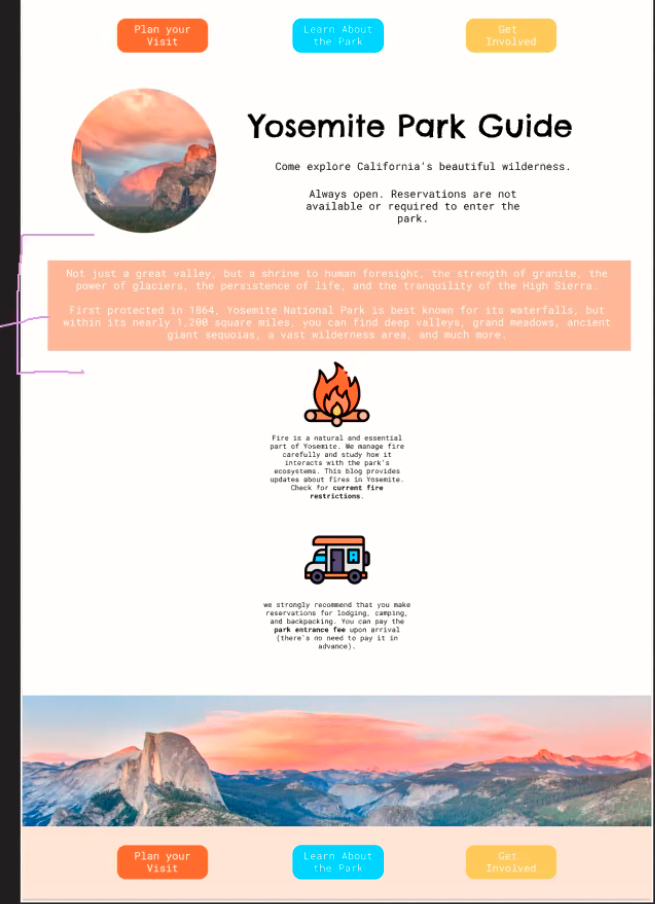 Plan your
Visit
Learn About
the Park
Get
Involved
Yosemite Park Guide
Come explore California's beautiful wilderness.
Always open. Reservations are not
available or required to enter the
park.
Not just a great valley, but a shrine to human foresight, the strength of granite, the
power of glaciers, the persistence of life, and the tranquility of the High Sierra.
First protected in 1864, Yosemite National Park is best known for its waterfalls, but
within its nearly 1,200 square miles, you can find deep valleys, grand meadows, ancient
giant sequoias, a vast wilderness area, and much more.
Fire is a natural and essential
part of Yosemite. We manage fire
carefully and study how it
interacts with the park's
ecosystems. This blog provides
updates about fires in Yosemite.
Check for current fire
restrictions.
we strongly recommend that you make
reservations for lodging, camping,
and backpacking. You can pay the
park entrance fee upon arrival
(there's no need to pay it in
advance).
Plan your
Visit
Learn About
the Park
Get
Involved